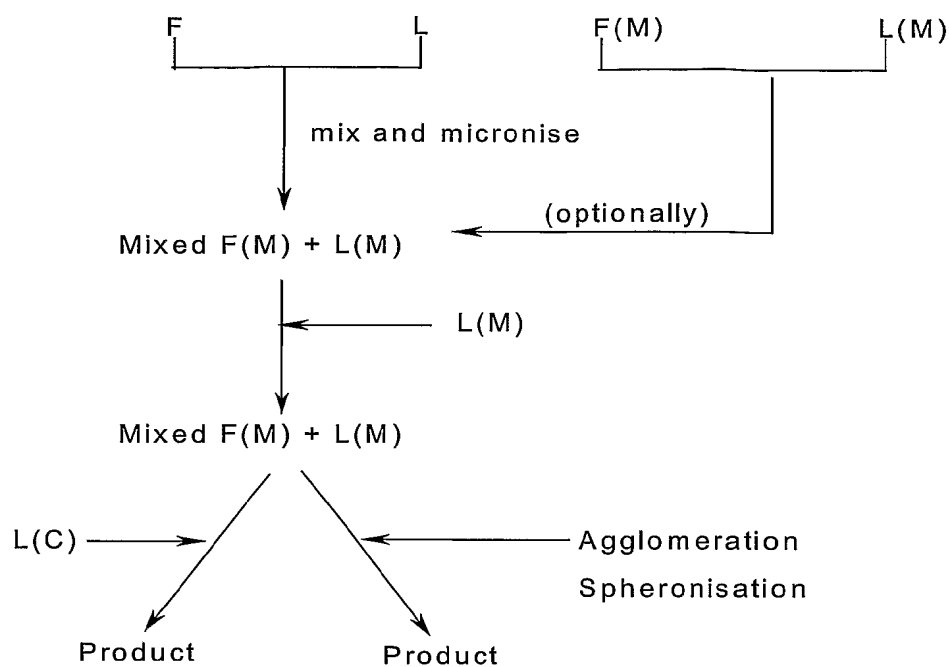 F L F(M) L(M)
mix and micronise
(optionally)
Mixed F(M) + L(M)
L(M)
Mixed F(M) + L(M)
L(C)
Agglomeration
Spheronisation
Product
Product